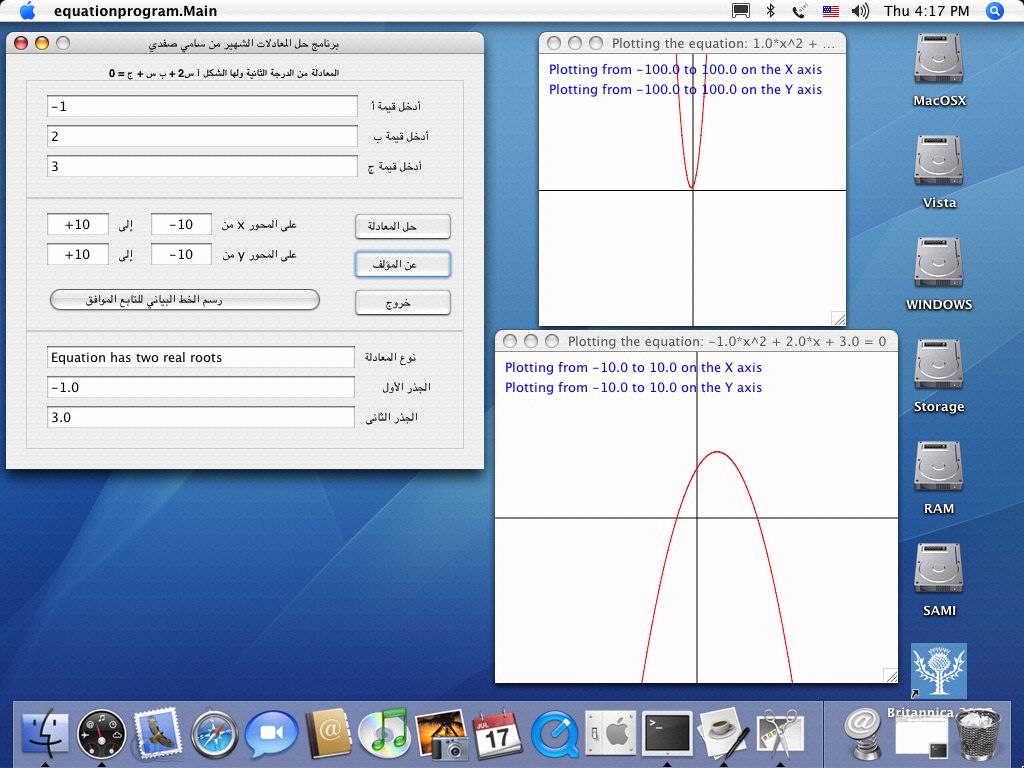 equationprogram.Main
Thu 4:17 PM
برنامج حل المعادلات الشهير من سامي صفدي
المعادلة من الدرجة الثانية ولها الشكل أ س2 + ب س + ج = 0
أدخل قيمة أ
-1
أدخل قيمة ب
2
أدخل قيمة ج
3
على المحور x من -10 إلى +10
حل المعادلة
على المحور y من -10 إلى +10
عن المؤلف
رسم الخط البياني للتابع الموافق
خروج
نوع المعادلة
Equation has two real roots
الجذر الأول
-1.0
الجذر الثاني
3.0
Plotting the equation: 1.0*x^2 + ...
Plotting from -100.0 to 100.0 on the X axis
Plotting from -100.0 to 100.0 on the Y axis
Plotting the equation: -1.0*x^2 + 2.0*x + 3.0 = 0
Plotting from -10.0 to 10.0 on the X axis
Plotting from -10.0 to 10.0 on the Y axis
MacOSX
Vista
WINDOWS
Storage
RAM
SAMI
Britannica
JUL
17